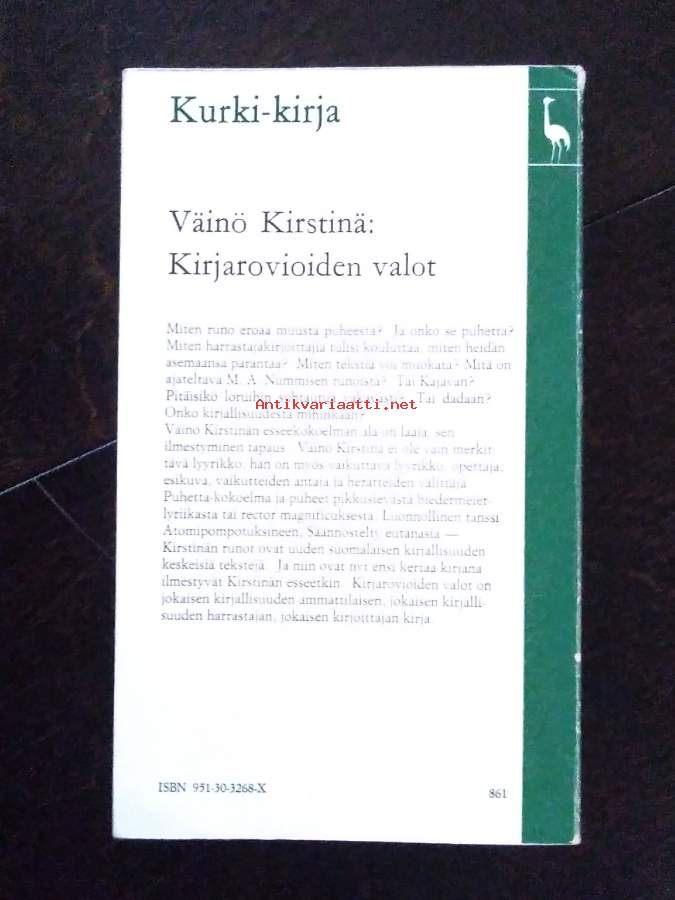 Kurki-kirja
Väinö Kirstinä:
Kirjarovioiden valot
Miten runo eroaa muusta puheesta? Ja onko se puhetta?
Miten harrastajakirjoittajia tulisi kouluttaa, miten heidän
asemaansa parantaa? Miten tekstiä voi muokata? Mitä on
ajateltava M. A. Nummisen runoista? Tai Kajavan?
Pitäisikö loruihin suhtautua vakavasti? Tai dadaan?
Antikvariaatti.net
Onko kirjallisuudesta mihinkään?
Väinö Kirstinän esseekokoelman ala on laaja, sen
ilmestyminen tapaus. Väinö Kirstinä ei ole vain merkit-
tävä lyyrikko, hän on myös vaikuttava lyyrikko, opettaja,
esikuva, vaikutteiden antaja ja herätteiden välittäjä.
Puhetta-kokoelma ja puheet pikkusievästä biedermeier-
lyriikasta tai rector magnificuksesta, Luonnollinen tanssi
Atomipompotuksineen, Säännöstelty eutanasia —
Kirstinän runot ovat uuden suomalaisen kirjallisuuden
keskeisiä tekstejä. Ja niin ovat nyt ensi kertaa kirjana
ilmestyvät Kirstinän esseetkin. Kirjarovioiden valot on
jokaisen kirjallisuuden ammattilaisen, jokaisen kirjalli-
suuden harrastajan, jokaisen kirjoittajan kirja.
ISBN 951-30-3268-X
861